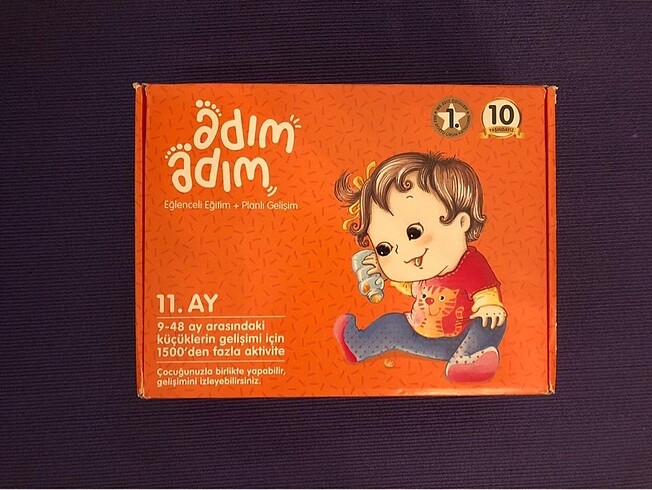 adım
adım
Eğlenceli Eğitim + Planlı Gelişim
1.
10
YAŞINDAYIZ
11. AY
9-48 ay arasındaki
küçüklerin gelişimi için
1500'den fazla aktivite
Çocuğunuzla birlikte yapabilir,
gelişimini izleyebilirsiniz.